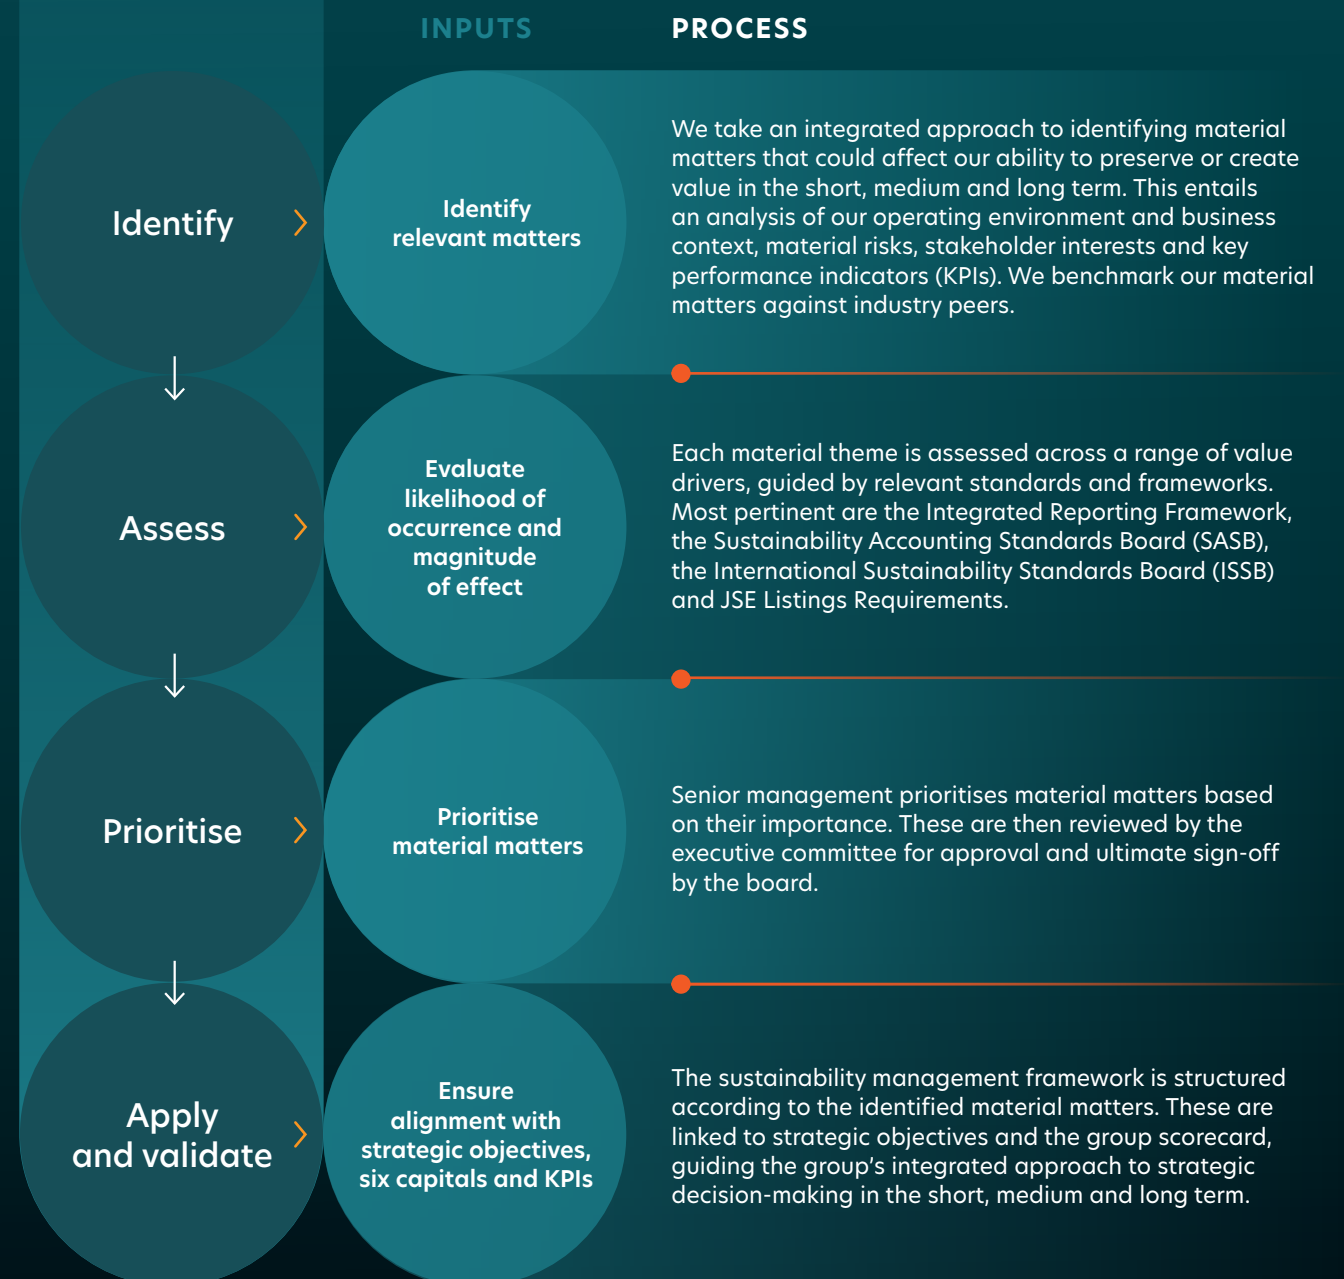 INPUTS
PROCESS
Identify
Identify
relevant matters
We take an integrated approach to identifying material
matters that could affect our ability to preserve or create
value in the short, medium and long term. This entails
an analysis of our operating environment and business
context, material risks, stakeholder interests and key
performance indicators (KPIs). We benchmark our material
matters against industry peers.
Assess
Evaluate
likelihood of
occurrence and
magnitude
of effect
Each material theme is assessed across a range of value
drivers, guided by relevant standards and frameworks.
Most pertinent are the Integrated Reporting Framework,
the Sustainability Accounting Standards Board (SASB),
the International Sustainability Standards Board (ISSB)
and JSE Listings Requirements.
Prioritise
Prioritise
material matters
Senior management prioritises material matters based
on their importance. These are then reviewed by the
executive committee for approval and ultimate sign-off
by the board.
Apply
and validate
Ensure
alignment with
strategic objectives,
six capitals and KPIs
The sustainability management framework is structured
according to the identified material matters. These are
linked to strategic objectives and the group scorecard,
guiding the group's integrated approach to strategic
decision-making in the short, medium and long term.